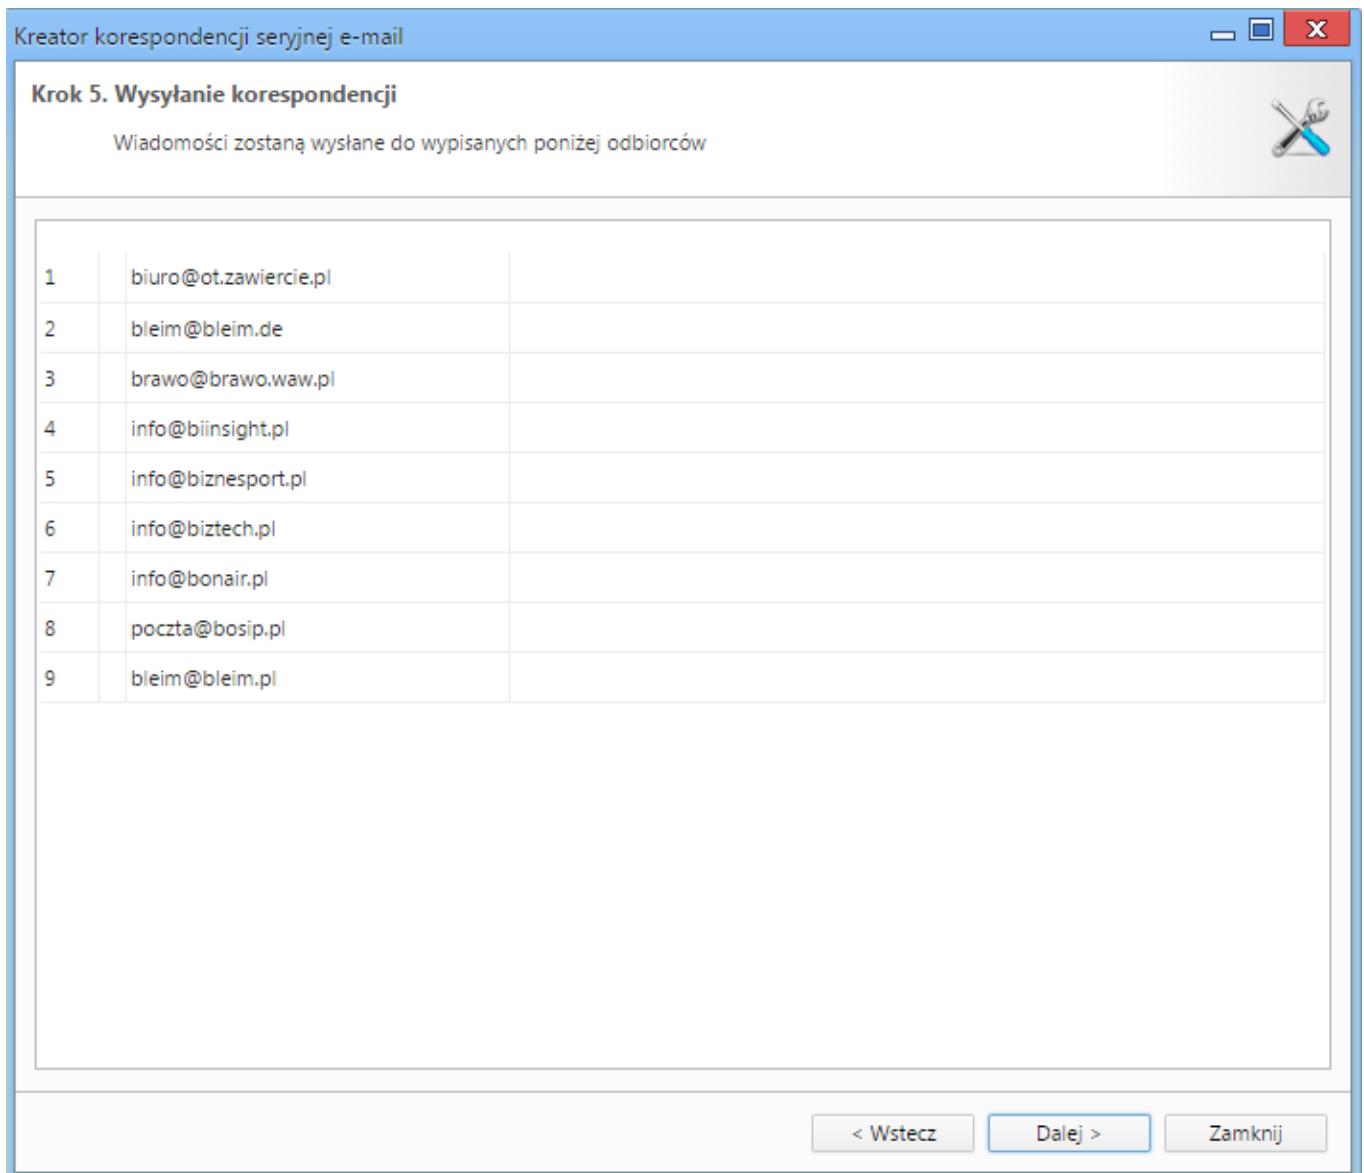 Kreator korespondencji seryjnej e-mail
Krok 5. Wysyłanie korespondencji
Wiadomości zostaną wysłane do wypisanych poniżej odbiorców
1 biuro@ot.zawiercie.pl
2 bleim@bleim.de
3 brawo@brawo.waw.pl
4 info@biinsight.pl
5 info@biznesport.pl
6 info@biztech.pl
7 info@bonair.pl
8 poczta@bosip.pl
9 bleim@bleim.pl
< Wstecz Dalej > Zamknij